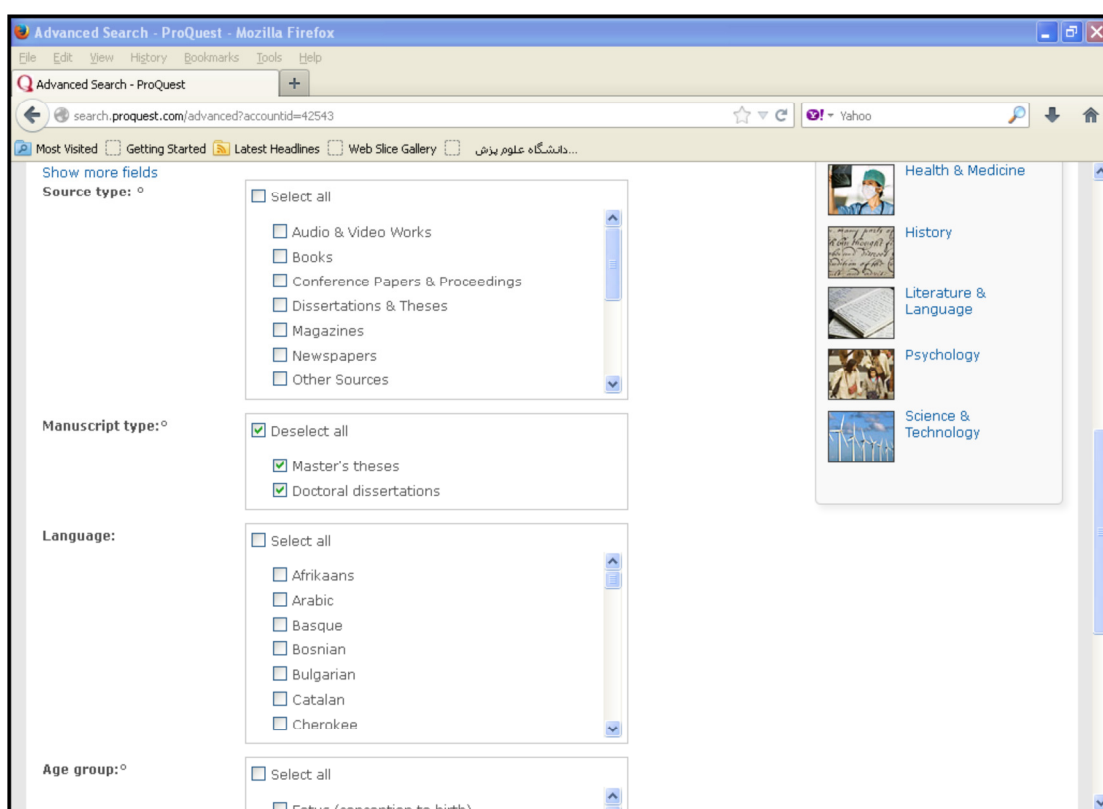 Advanced Search - ProQuest - Mozilla Firefox
File Edit View History Bookmarks Tools Help
Advanced Search - ProQuest +
search.proquest.com/advanced?accountid=42543 Yahoo
Most Visited Getting Started Latest Headlines Web Slice Gallery دانشگاه علوم پزش...
Show more fields
Source type: °
Select all
Audio & Video Works
Books
Conference Papers & Proceedings
Dissertations & Theses
Magazines
Newspapers
Other Sources
Manuscript type:°
Deselect all
Master's theses
Doctoral dissertations
Language:
Select all
Afrikaans
Arabic
Basque
Bosnian
Bulgarian
Catalan
Cherokee
Age group:°
Select all
Fetus (conception to birth)
Health & Medicine
History
Literature &
Language
Psychology
Science &
Technology